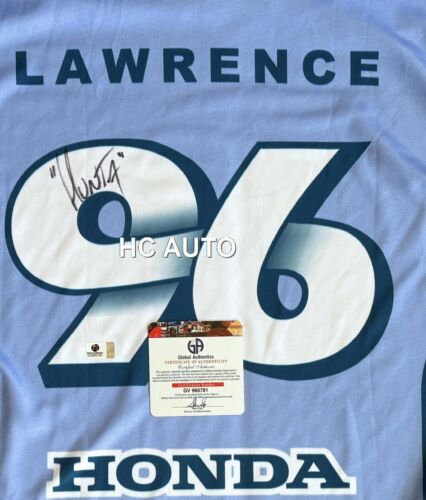 LAWRENCE
96
"HUNTA"
HC AUTO
GA
Global Authentics
CERTIFICATE OF AUTHENTICITY
Certified Authentic
GV 960781
HONDA